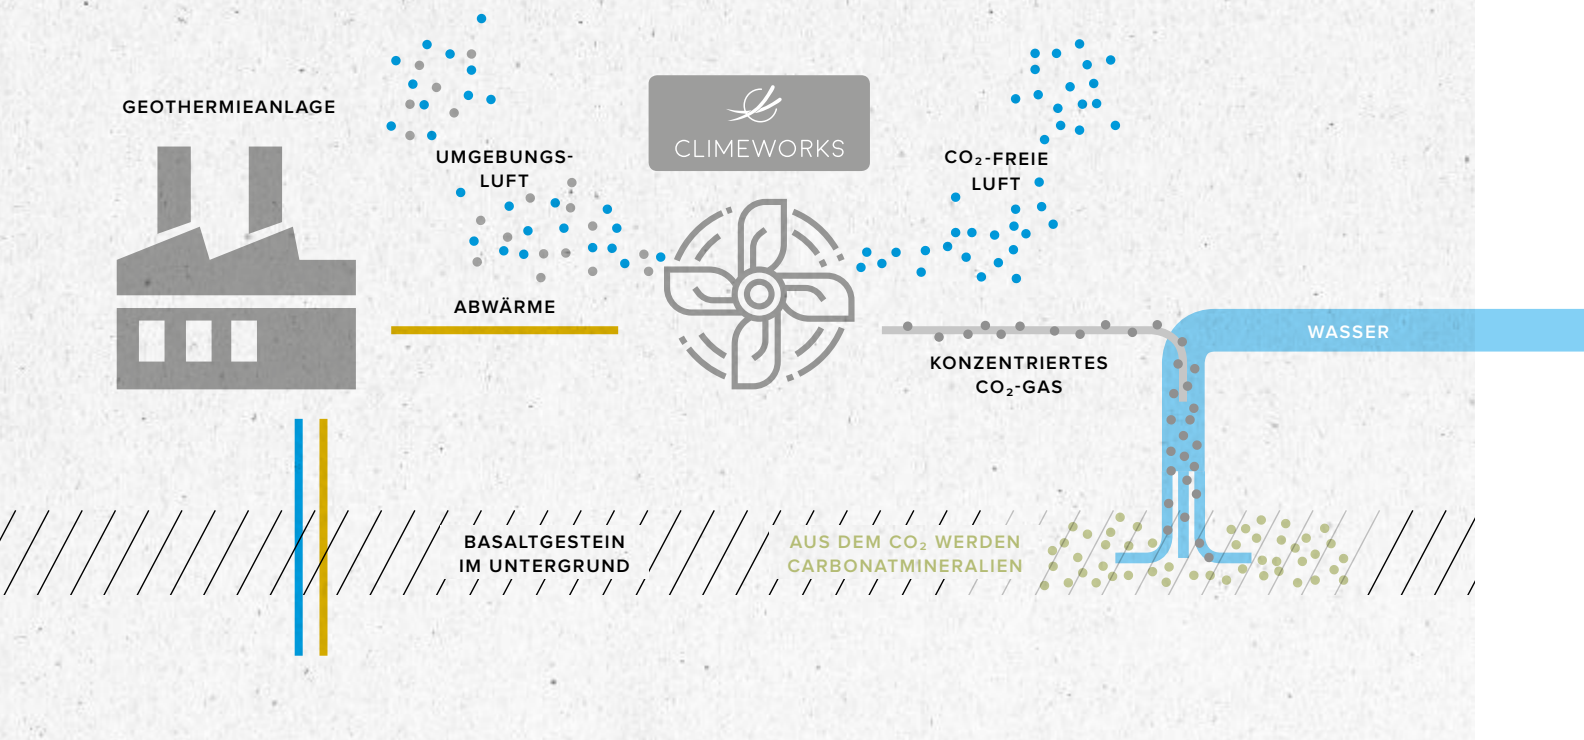 GEOTHERMIEANLAGE
UMGEBUNGS-
LUFT
CLIMEWORKS
CO₂-FREIE
LUFT
ABWÄRME
WASSER
KONZENTRIERTES
CO₂-GAS
BASALTGESTEIN
IM UNTERGRUND
AUS DEM CO₂ WERDEN
CARBONATMINERALIEN